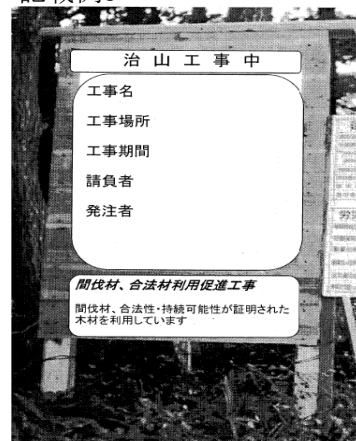 記載例
治山工事中
工事名
工事場所
工事期間
請負者
発注者
間伐材、合法材利用促進工事
間伐材、合法性・持続可能性が証明された
木材を利用しています